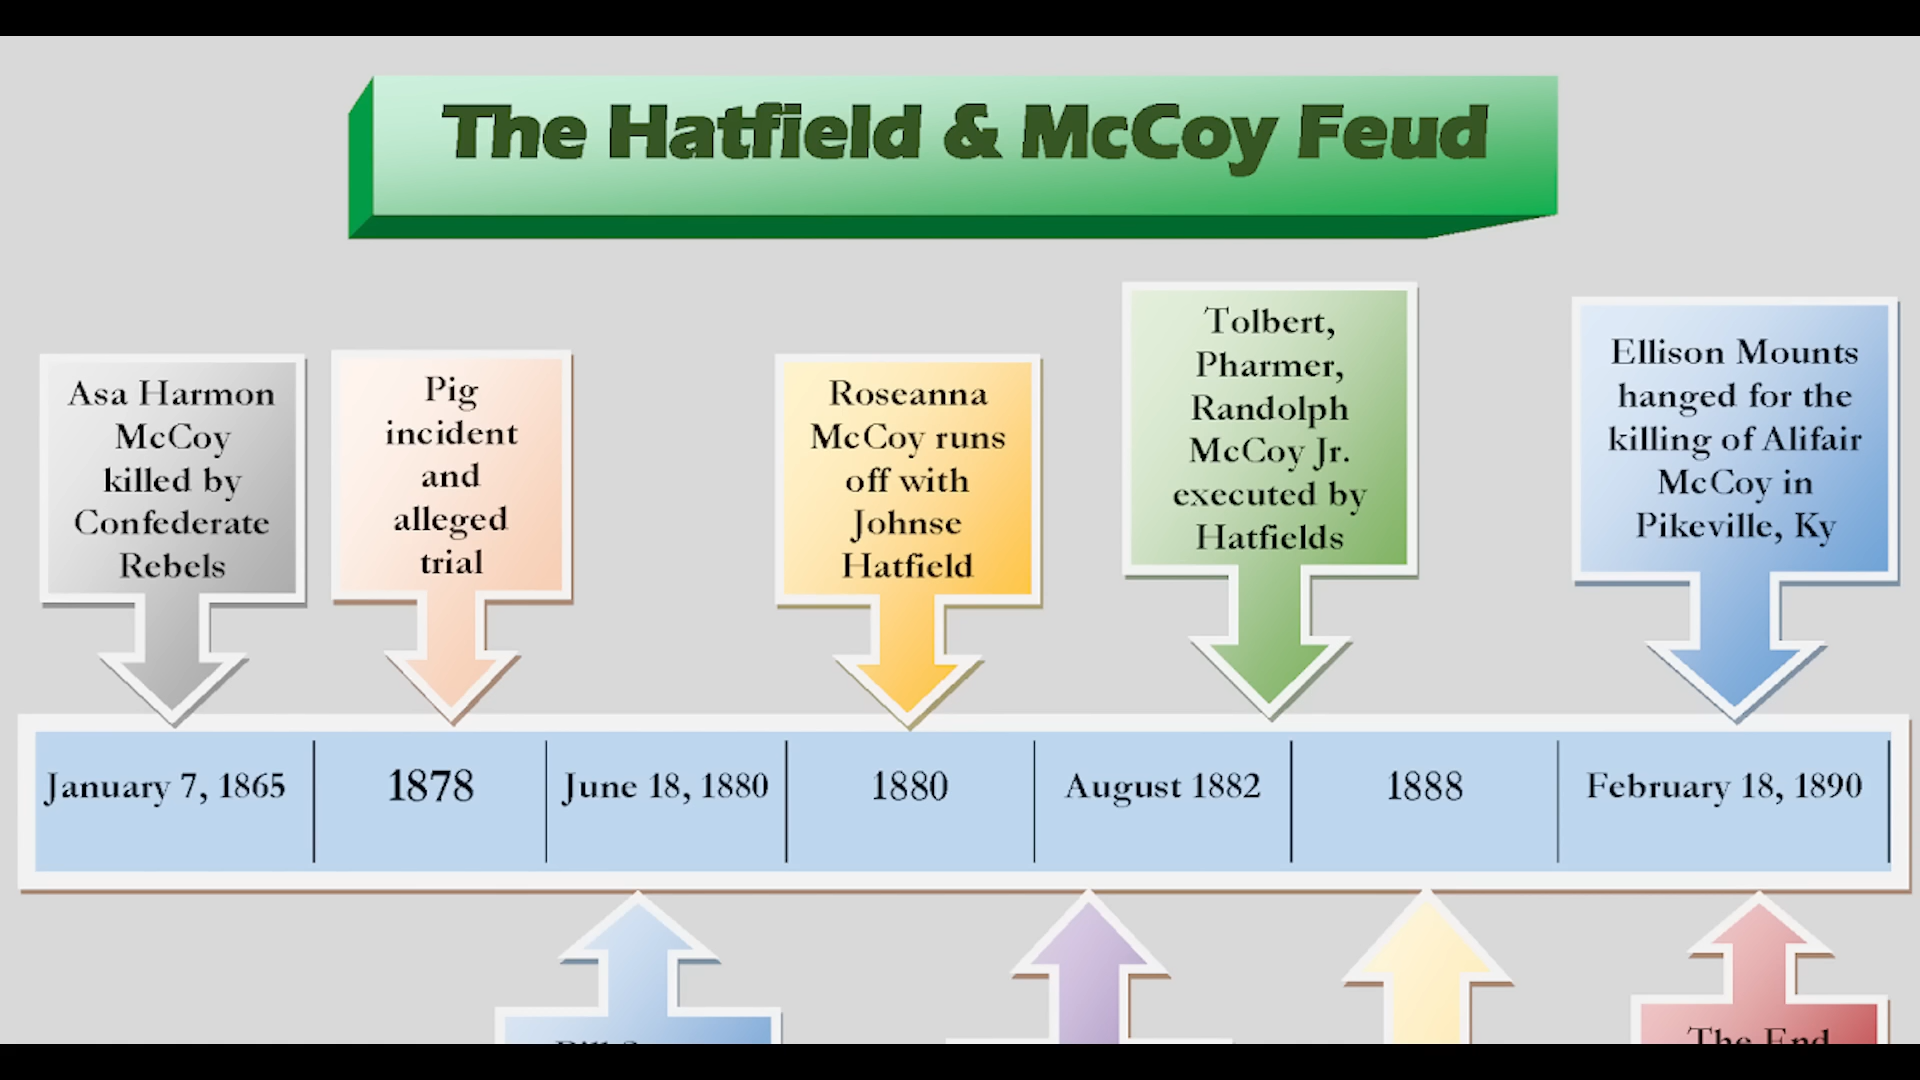 The Hatfield & McCoy Feud
Asa Harmon
McCoy
killed by
Confederate
Rebels
Pig
incident
and
alleged
trial
Roseanna
McCoy runs
off with
Johnse
Hatfield
Tolbert,
Pharmer,
Randolph
McCoy Jr.
executed by
Hatfields
Ellison Mounts
hanged for the
killing of Alifair
McCoy in
Pikeville, Ky
January 7, 1865
1878
June 18, 1880
1880
August 1882
1888
February 18, 1890
The End